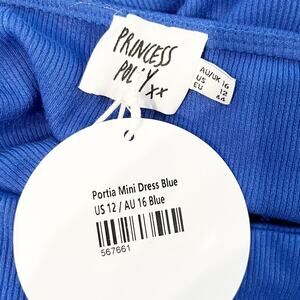 PRINCESS
POLLY
xx
AU/UK 16
US 12
EU 44
Portia Mini Dress Blue
US 12 / AU 16 Blue
567661